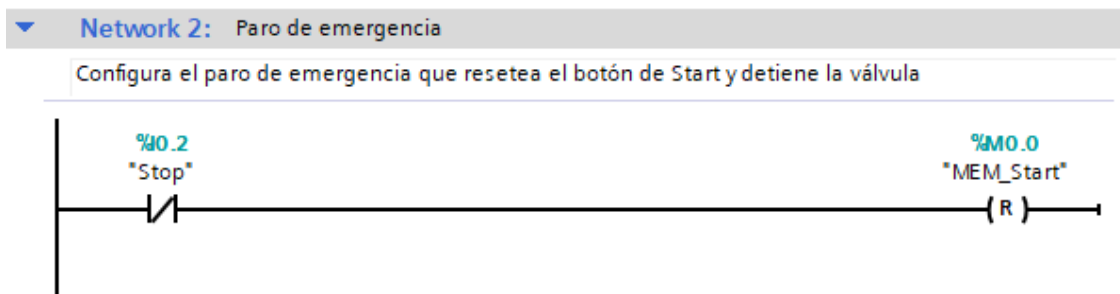 Network 2: Paro de emergencia
Configura el paro de emergencia que resetea el botón de Start y detiene la válvula
%I0.2
"Stop"
%M0.0
"MEM_Start"
R